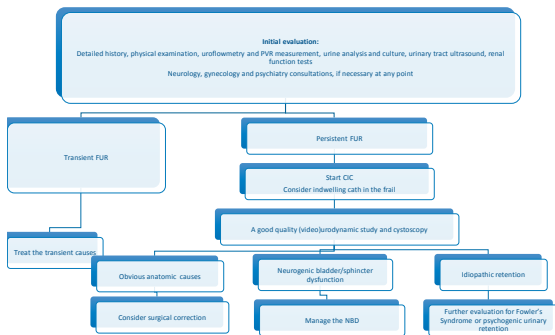 Initial evaluation:
Detailed history, physical examination, uroflowmetry and PVR measurement, urine analysis and culture, urinary tract ultrasound, renal
function tests
Neurology, gynecology and psychiatry consultations, if necessary at any point
Transient FUR
Persistent FUR
Start CIC
Consider indwelling cath in the frail
A good quality (video)urodynamic study and cystoscopy
Treat the transient causes
Obvious anatomic causes
Neurogenic bladder/sphincter
dysfunction
Idiopathic retention
Consider surgical correction
Manage the NBD
Further evaluation for Fowler's
Syndrome or psychogenic urinary
retention